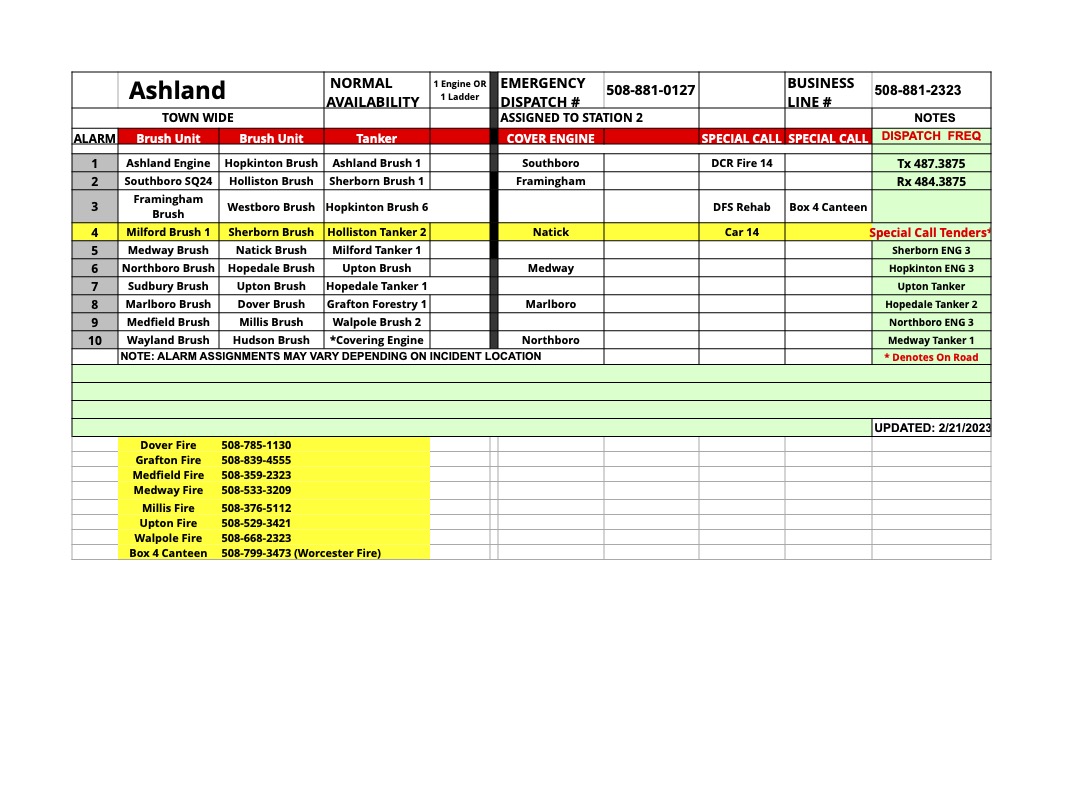 Ashland NORMAL AVAILABILITY 1 Engine OR 1 Ladder EMERGENCY DISPATCH # 508-881-0127 BUSINESS LINE # 508-881-2323
TOWN WIDE ASSIGNED TO STATION 2 NOTES
ALARM Brush Unit Brush Unit Tanker COVER ENGINE SPECIAL CALL SPECIAL CALL DISPATCH FREQ
1 Ashland Engine Hopkinton Brush Ashland Brush 1 Southboro DCR Fire 14 Tx 487.3875
2 Southboro SQ24 Holliston Brush Sherborn Brush 1 Framingham Rx 484.3875
3 Framingham Brush Westboro Brush Hopkinton Brush 6 DFS Rehab Box 4 Canteen
4 Milford Brush 1 Sherborn Brush Holliston Tanker 2 Natick Car 14 Special Call Tenders*
5 Medway Brush Natick Brush Milford Tanker 1 Sherborn ENG 3
6 Northboro Brush Hopedale Brush Upton Brush Medway Hopkinton ENG 3
7 Sudbury Brush Upton Brush Hopedale Tanker 1 Upton Tanker
8 Marlboro Brush Dover Brush Grafton Forestry 1 Marlboro Hopedale Tanker 2
9 Medfield Brush Millis Brush Walpole Brush 2 Northboro ENG 3
10 Wayland Brush Hudson Brush *Covering Engine Northboro Medway Tanker 1
NOTE: ALARM ASSIGNMENTS MAY VARY DEPENDING ON INCIDENT LOCATION * Denotes On Road
UPDATED: 2/21/2023
Dover Fire 508-785-1130
Grafton Fire 508-839-4555
Medfield Fire 508-359-2323
Medway Fire 508-533-3209
Millis Fire 508-376-5112
Upton Fire 508-529-3421
Walpole Fire 508-668-2323
Box 4 Canteen 508-799-3473 (Worcester Fire)